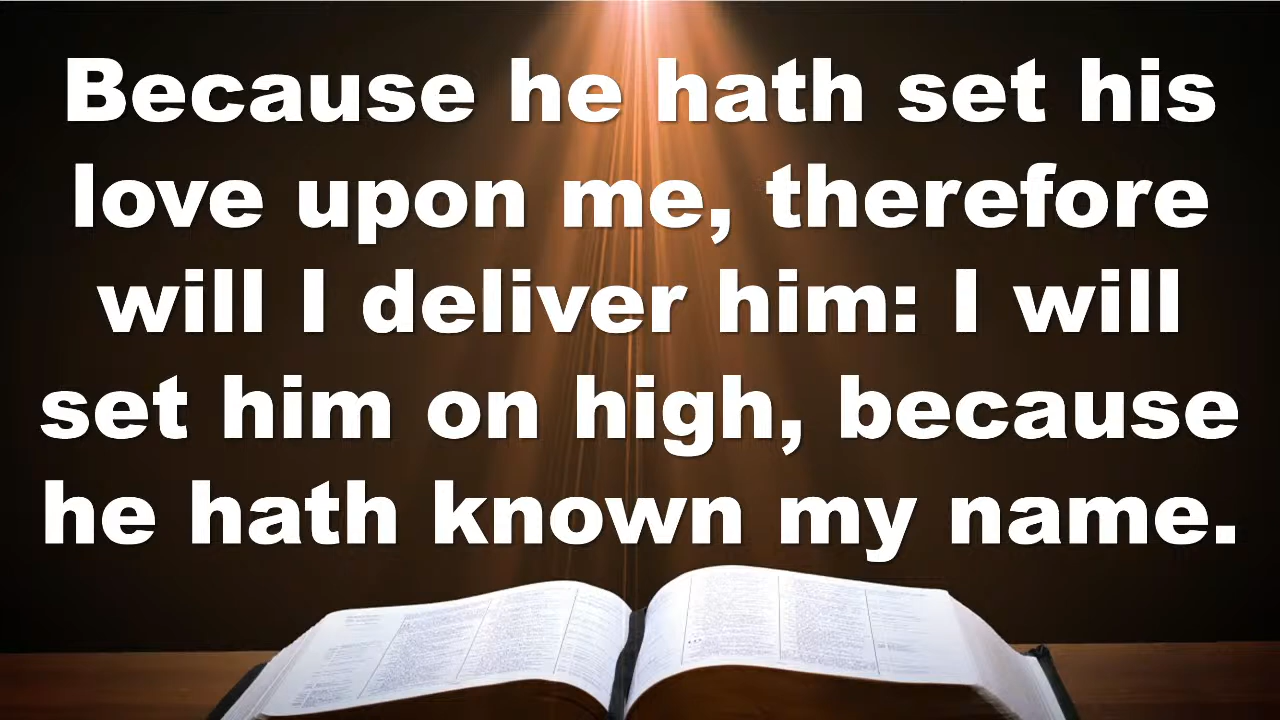 Because he hath set his
love upon me, therefore
will I deliver him: I will
set him on high, because
he hath known my name.